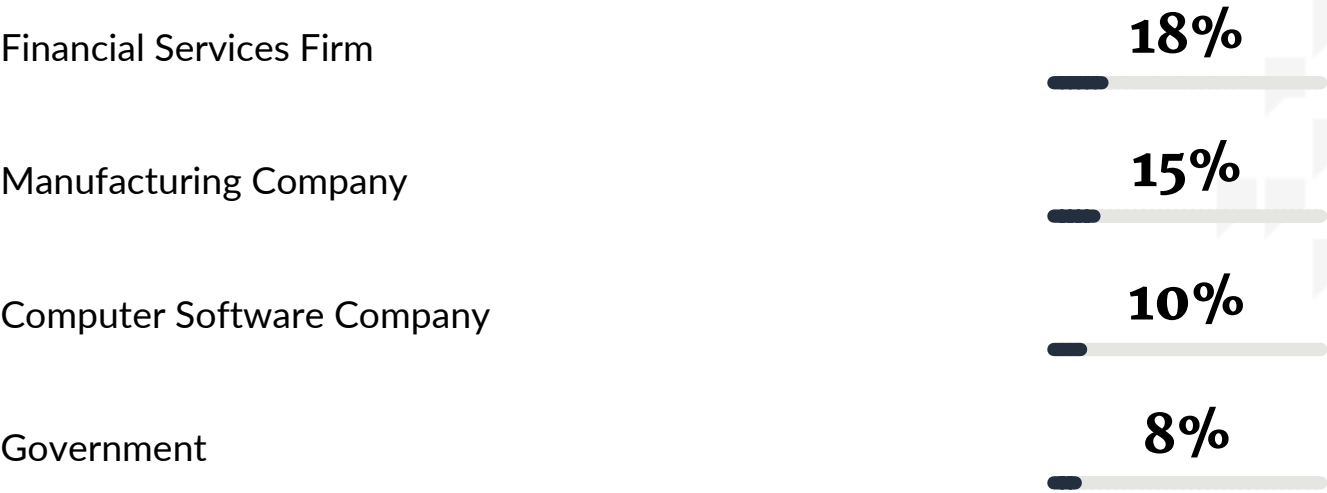 Financial Services Firm
18%
Manufacturing Company
15%
Computer Software Company
10%
Government
8%